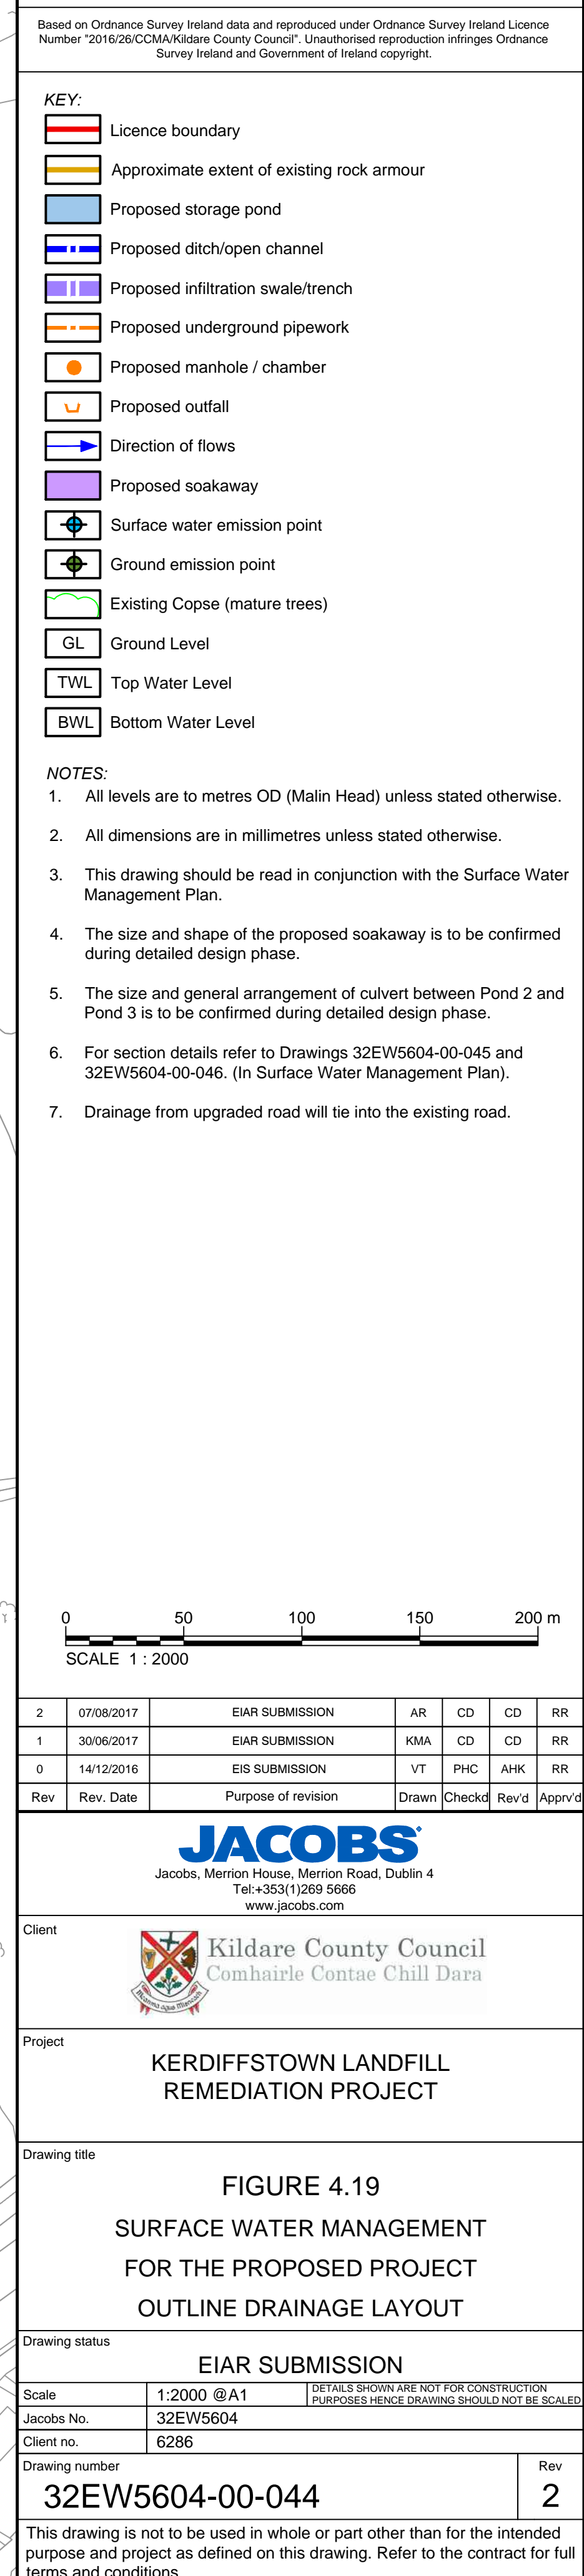 Based on Ordnance Survey Ireland data and reproduced under Ordnance Survey Ireland Licence
Number "2016/26/CCMA/Kildare County Council". Unauthorised reproduction infringes Ordnance
Survey Ireland and Government of Ireland copyright.
KEY:
Licence boundary
Approximate extent of existing rock armour
Proposed storage pond
Proposed ditch/open channel
Proposed infiltration swale/trench
Proposed underground pipework
Proposed manhole / chamber
Proposed outfall
Direction of flows
Proposed soakaway
Surface water emission point
Ground emission point
Existing Copse (mature trees)
GL Ground Level
TWL Top Water Level
BWL Bottom Water Level
NOTES:
1. All levels are to metres OD (Malin Head) unless stated otherwise.
2. All dimensions are in millimetres unless stated otherwise.
3. This drawing should be read in conjunction with the Surface Water
Management Plan.
4. The size and shape of the proposed soakaway is to be confirmed
during detailed design phase.
5. The size and general arrangement of culvert between Pond 2 and
Pond 3 is to be confirmed during detailed design phase.
6. For section details refer to Drawings 32EW5604-00-045 and
32EW5604-00-046. (In Surface Water Management Plan).
7. Drainage from upgraded road will tie into the existing road.
0 50 100 150 200 m
SCALE 1 : 2000
2 07/08/2017 EIAR SUBMISSION AR CD CD RR
1 30/06/2017 EIAR SUBMISSION KMA CD CD RR
0 14/12/2016 EIS SUBMISSION VT PHC AHK RR
Rev Rev. Date Purpose of revision Drawn Checkd Rev'd Apprv'd
JACOBS
Jacobs, Merrion House, Merrion Road, Dublin 4
Tel:+353(1)269 5666
www.jacobs.com
Client
Kildare County Council
Comhairle Contae Chill Dara
Project
KERDIFFSTOWN LANDFILL
REMEDIATION PROJECT
Drawing title
FIGURE 4.19
SURFACE WATER MANAGEMENT
FOR THE PROPOSED PROJECT
OUTLINE DRAINAGE LAYOUT
Drawing status
EIAR SUBMISSION
Scale 1:2000 @A1 DETAILS SHOWN ARE NOT FOR CONSTRUCTION
PURPOSES HENCE DRAWING SHOULD NOT BE SCALED
Jacobs No. 32EW5604
Client no. 6286
Drawing number Rev
32EW5604-00-044 2
This drawing is not to be used in whole or part other than for the intended
purpose and project as defined on this drawing. Refer to the contract for full
terms and conditions.